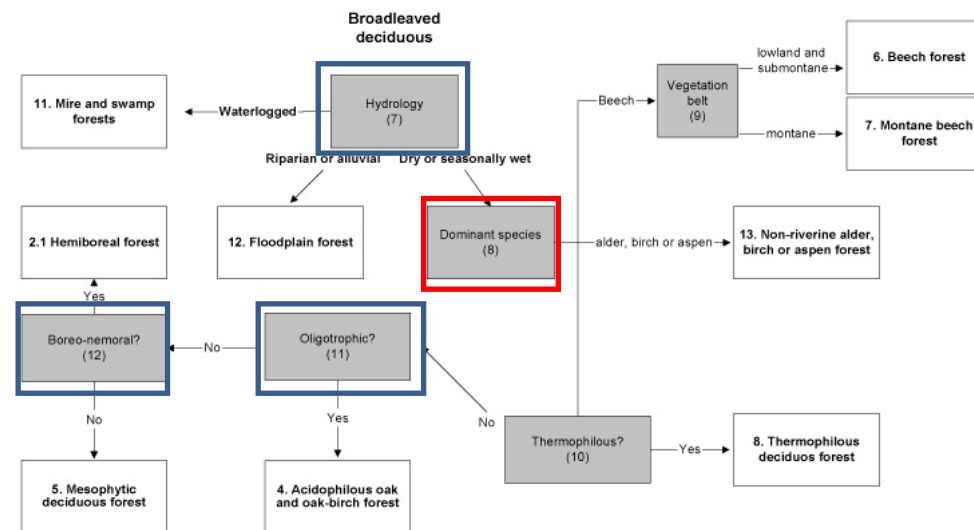 Broadleaved
deciduous
Hydrology
(7)
11. Mire and swamp
forests
Waterlogged
Riparian or alluvial
Dry or seasonally wet
Beech
Vegetation
belt
(9)
lowland and
submontane
6. Beech forest
montane
7. Montane beech
forest
2.1 Hemiboreal forest
12. Floodplain forest
Dominant species
(8)
alder, birch or aspen
13. Non-riverine alder,
birch or aspen forest
Yes
Boreo-nemoral?
(12)
No
Oligotrophic?
(11)
No
Yes
No
Thermophilous?
(10)
Yes
8. Thermophilous
deciduos forest
5. Mesophytic
deciduous forest
4. Acidophilous oak
and oak-birch forest